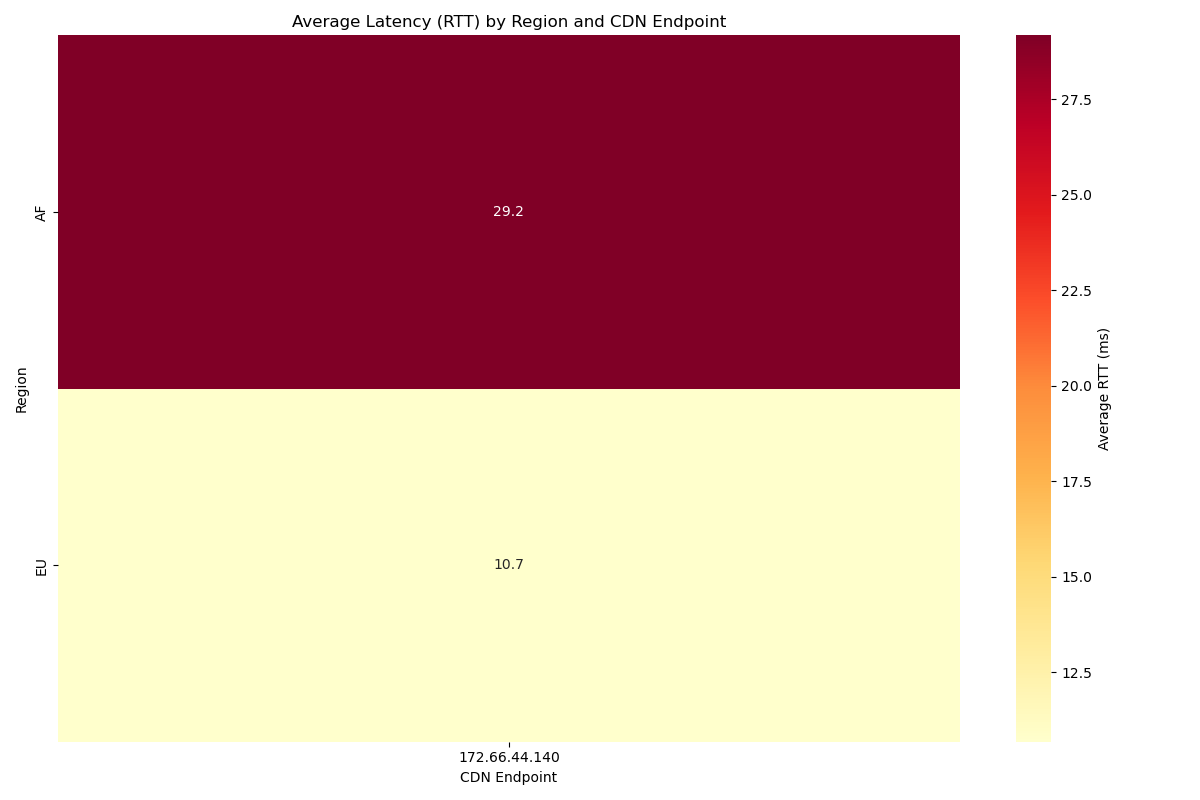 Average Latency (RTT) by Region and CDN Endpoint
Region
AF
EU
29.2
10.7
172.66.44.140
CDN Endpoint
27.5
25.0
22.5
20.0
17.5
15.0
12.5
Average RTT (ms)